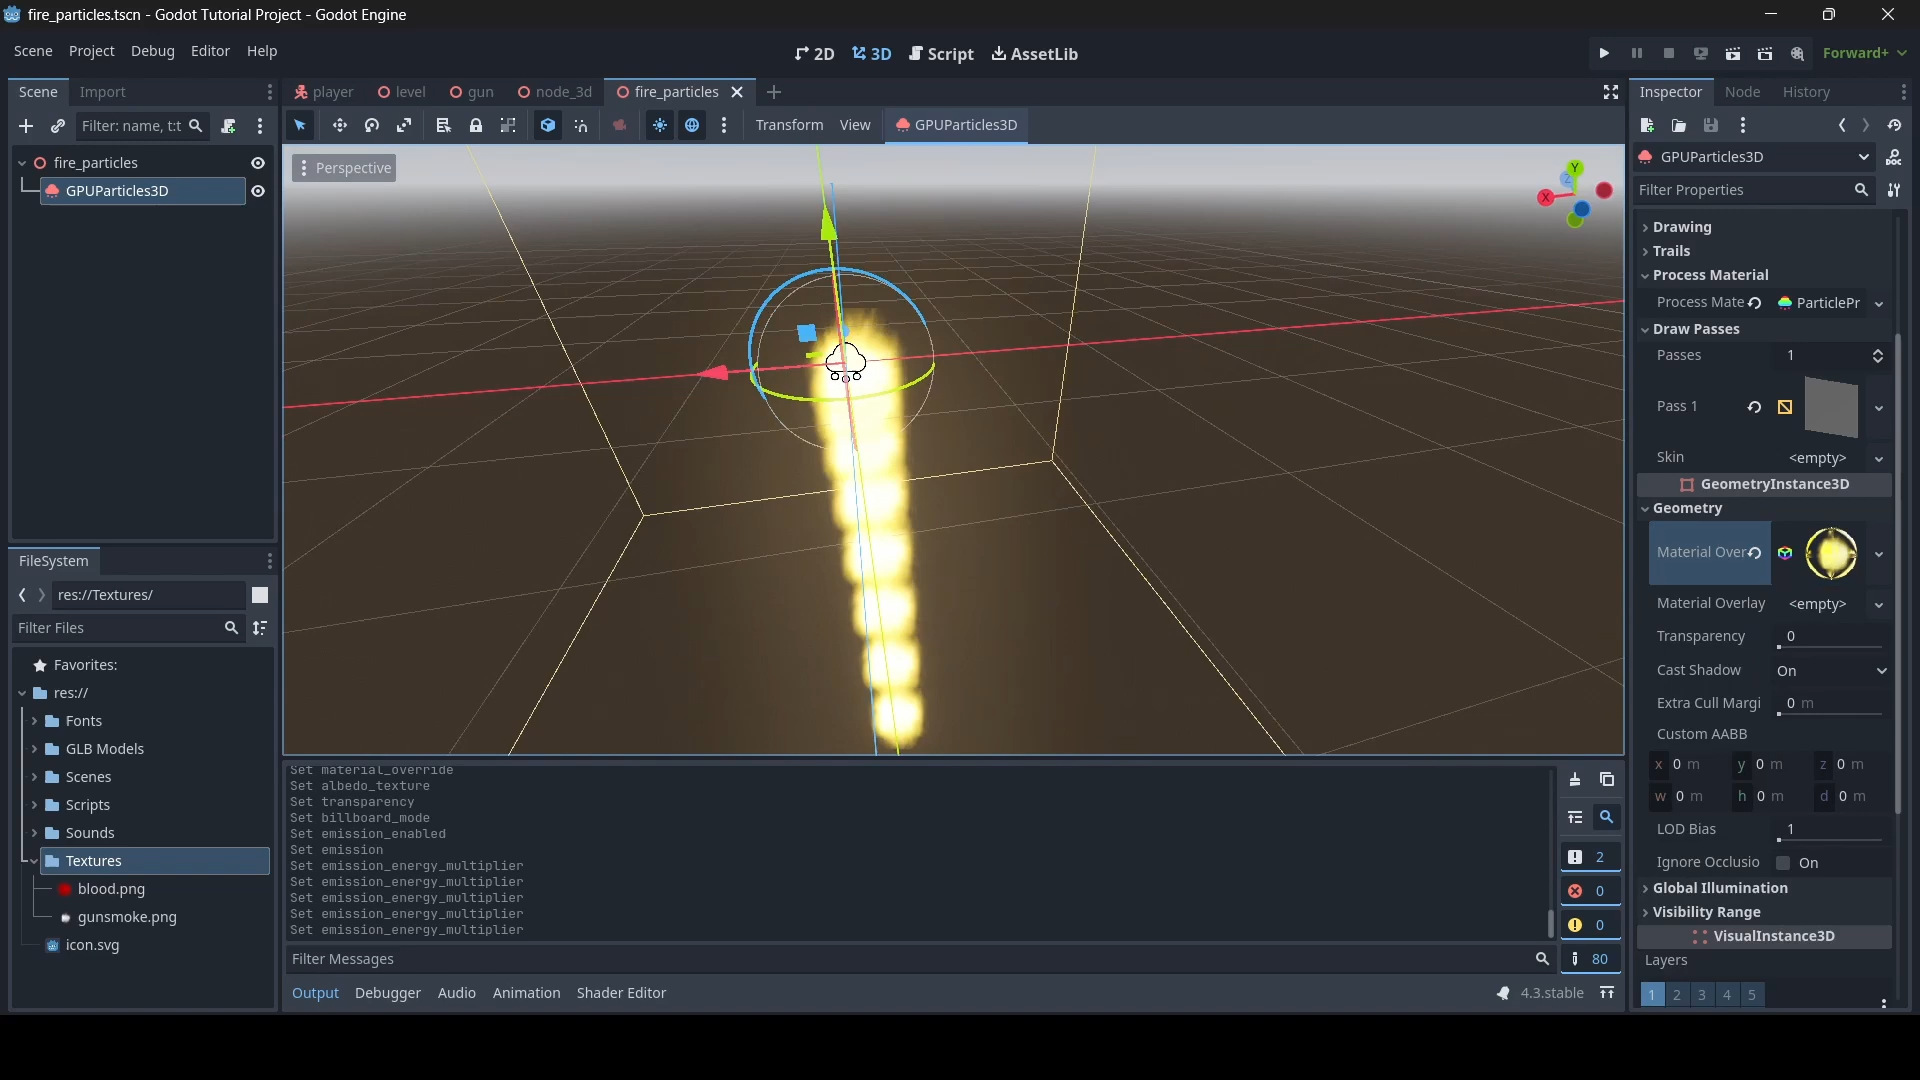 fire_particles.tscn - Godot Tutorial Project - Godot Engine
Scene Project Debug Editor Help
2D 3D Script AssetLib
Forward+
Scene Import
Filter: name, t:t
fire_particles
GPUParticles3D
FileSystem
res://Textures/
Filter Files
Favorites:
res://
Fonts
GLB Models
Scenes
Scripts
Sounds
Textures
blood.png
gunsmoke.png
icon.svg
player level gun node_3d fire_particles
Transform View GPUParticles3D
Perspective
Y
Z
X
Set material_override
Set albedo_texture
Set transparency
Set billboard_mode
Set emission_enabled
Set emission
Set emission_energy_multiplier
Set emission_energy_multiplier
Set emission_energy_multiplier
Set emission_energy_multiplier
Set emission_energy_multiplier
2
0
0
80
Filter Messages
Output Debugger Audio Animation Shader Editor
4.3.stable
Inspector Node History
GPUParticles3D
Filter Properties
Drawing
Trails
Process Material
Process Mate ParticlePr
Draw Passes
Passes 1
Pass 1
Skin <empty>
GeometryInstance3D
Geometry
Material Over
Material Overlay <empty>
Transparency 0
Cast Shadow On
Extra Cull Margi 0 m
Custom AABB
x 0 m y 0 m z 0 m
w 0 m h 0 m d 0 m
LOD Bias 1
Ignore Occlusio On
Global Illumination
Visibility Range
VisualInstance3D
Layers
1 2 3 4 5